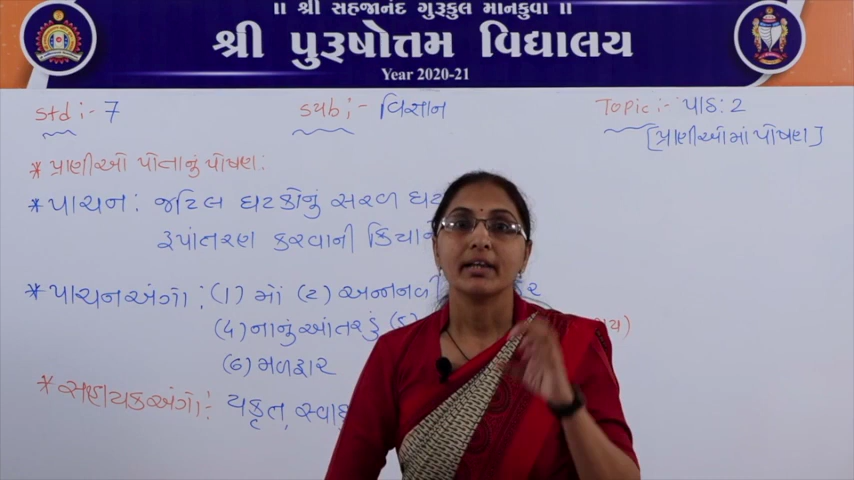 ।। શ્રી સહજાનંદ ગુરૂકુલ માનકુવા ।।
શ્રી પુરૂષોત્તમ વિદ્યાલય
Year 2020-21
std :- 7 sub :- વિજ્ઞાન Topic :- પાઠ : 2
[પ્રાણીઓમાં પોષણ]
* પ્રાણીઓ પોતાનું પોષણ :
* પાચન : જટિલ ઘટકોનું સરળ
રૂપાંતરણ કરવાની
* પાચનઅંગો : (1) મોં (2) અન્નનળી
(4) નાનું આંતરડું (5)
(6) મળદ્વાર
* સહાયકઅંગો : યકૃત,